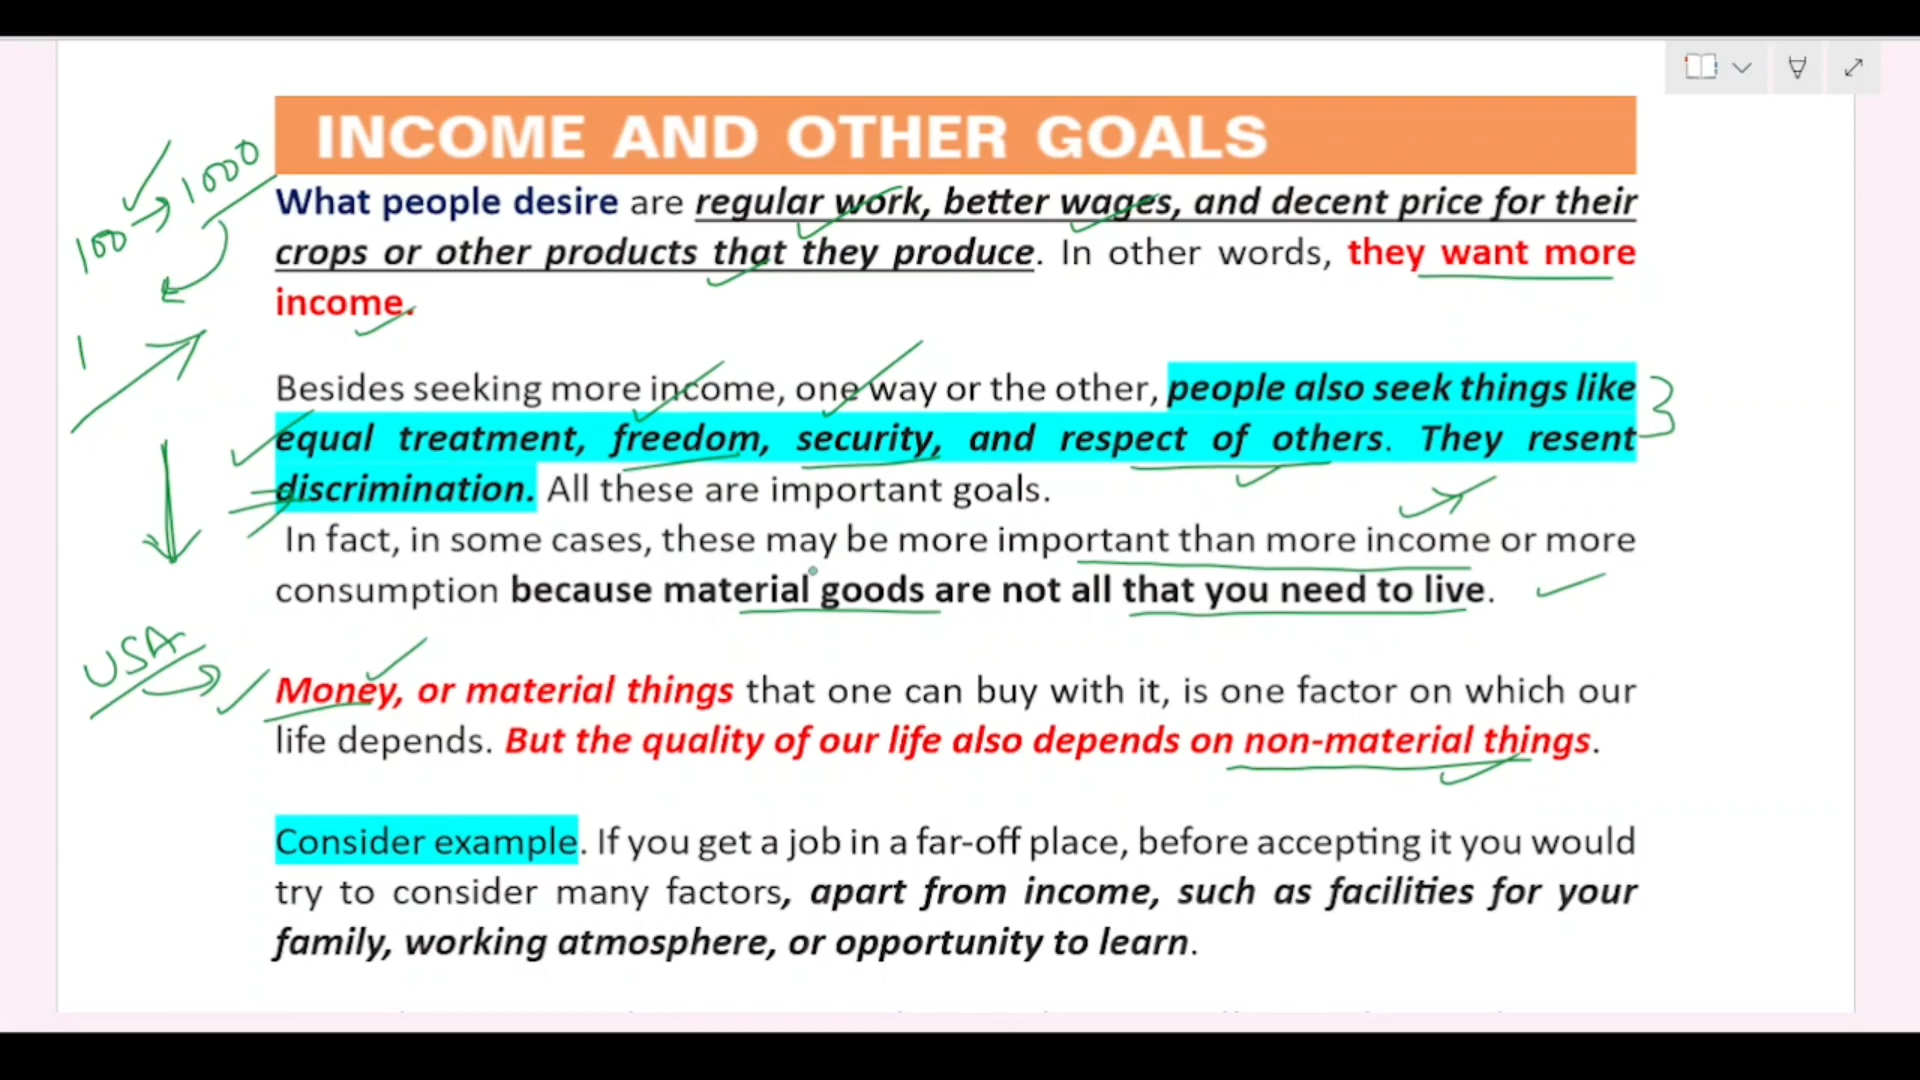 INCOME AND OTHER GOALS
100 → 1000
What people desire are regular work, better wages, and decent price for their
crops or other products that they produce. In other words, they want more
income.
Besides seeking more income, one way or the other, people also seek things like
equal treatment, freedom, security, and respect of others. They resent
discrimination. All these are important goals.
In fact, in some cases, these may be more important than more income or more
consumption because material goods are not all that you need to live.
USA
Money, or material things that one can buy with it, is one factor on which our
life depends. But the quality of our life also depends on non-material things.
Consider example. If you get a job in a far-off place, before accepting it you would
try to consider many factors, apart from income, such as facilities for your
family, working atmosphere, or opportunity to learn.